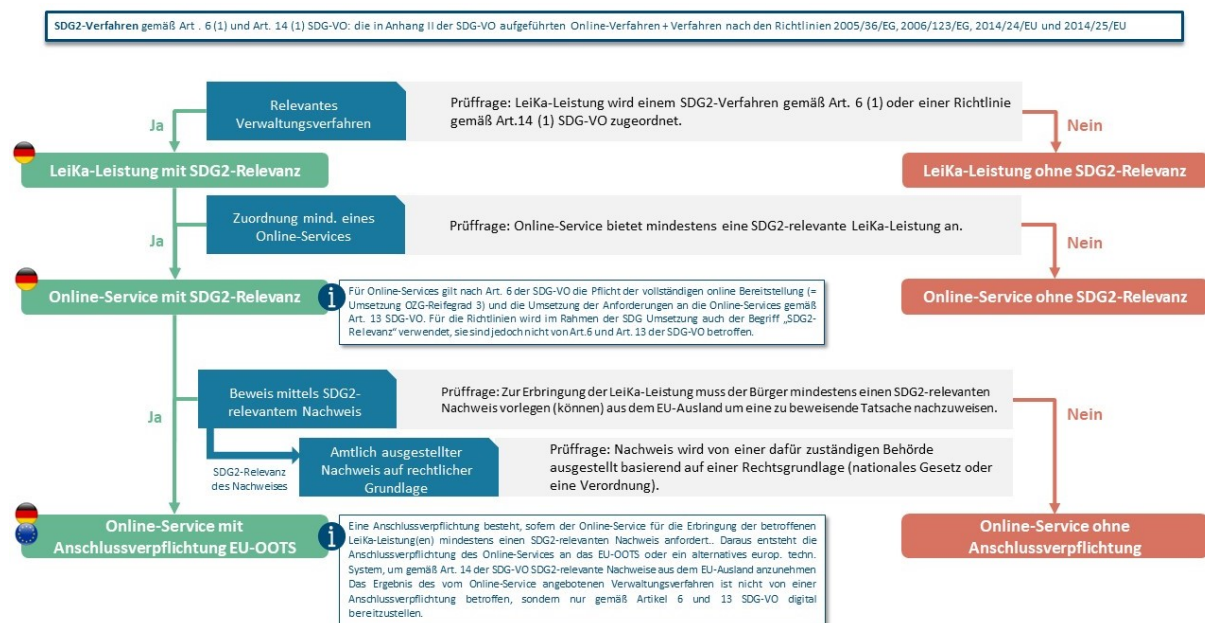 SDG2-Verfahren gemäß Art . 6 (1) und Art. 14 (1) SDG-VO: die in Anhang II der SDG-VO aufgeführten Online-Verfahren + Verfahren nach den Richtlinien 2005/36/EG, 2006/123/EG, 2014/24/EU und 2014/25/EU
Relevantes
Verwaltungsverfahren
Prüffrage: LeiKa-Leistung wird einem SDG2-Verfahren gemäß Art. 6 (1) oder einer Richtlinie
gemäß Art.14 (1) SDG-VO zugeordnet.
Ja
Nein
LeiKa-Leistung mit SDG2-Relevanz
LeiKa-Leistung ohne SDG2-Relevanz
Zuordnung mind. eines
Online-Services
Prüffrage: Online-Service bietet mindestens eine SDG2-relevante LeiKa-Leistung an.
Ja
Nein
Online-Service mit SDG2-Relevanz
i
Für Online-Services gilt nach Art. 6 der SDG-VO die Pflicht der vollständigen online Bereitstellung (=
Umsetzung OZG-Reifegrad 3) und die Umsetzung der Anforderungen an die Online-Services gemäß
Art. 13 SDG-VO. Für die Richtlinien wird im Rahmen der SDG Umsetzung auch der Begriff „SDG2-
Relevanz“ verwendet, sie sind jedoch nicht von Art.6 und Art. 13 der SDG-VO betroffen.
Online-Service ohne SDG2-Relevanz
Beweis mittels SDG2-
relevantem Nachweis
Prüffrage: Zur Erbringung der LeiKa-Leistung muss der Bürger mindestens einen SDG2-relevanten
Nachweis vorlegen (können) aus dem EU-Ausland um eine zu beweisende Tatsache nachzuweisen.
Ja
Nein
SDG2-Relevanz
des Nachweises
Amtlich ausgestellter
Nachweis auf rechtlicher
Grundlage
Prüffrage: Nachweis wird von einer dafür zuständigen Behörde
ausgestellt basierend auf einer Rechtsgrundlage (nationales Gesetz oder
eine Verordnung).
Online-Service mit
Anschlussverpflichtung EU-OOTS
i
Eine Anschlussverpflichtung besteht, sofern der Online-Service für die Erbringung der betroffenen
LeiKa-Leistung(en) mindestens einen SDG2-relevanten Nachweis anfordert.. Daraus entsteht die
Anschlussverpflichtung des Online-Services an das EU-OOTS oder ein alternatives europ. techn.
System, um gemäß Art. 14 der SDG-VO SDG2-relevante Nachweise aus dem EU-Ausland anzunehmen
Das Ergebnis des vom Online-Service angebotenen Verwaltungsverfahren ist nicht von einer
Anschlussverpflichtung betroffen, sondern nur gemäß Artikel 6 und 13 SDG-VO digital
bereitzustellen.
Online-Service ohne
Anschlussverpflichtung